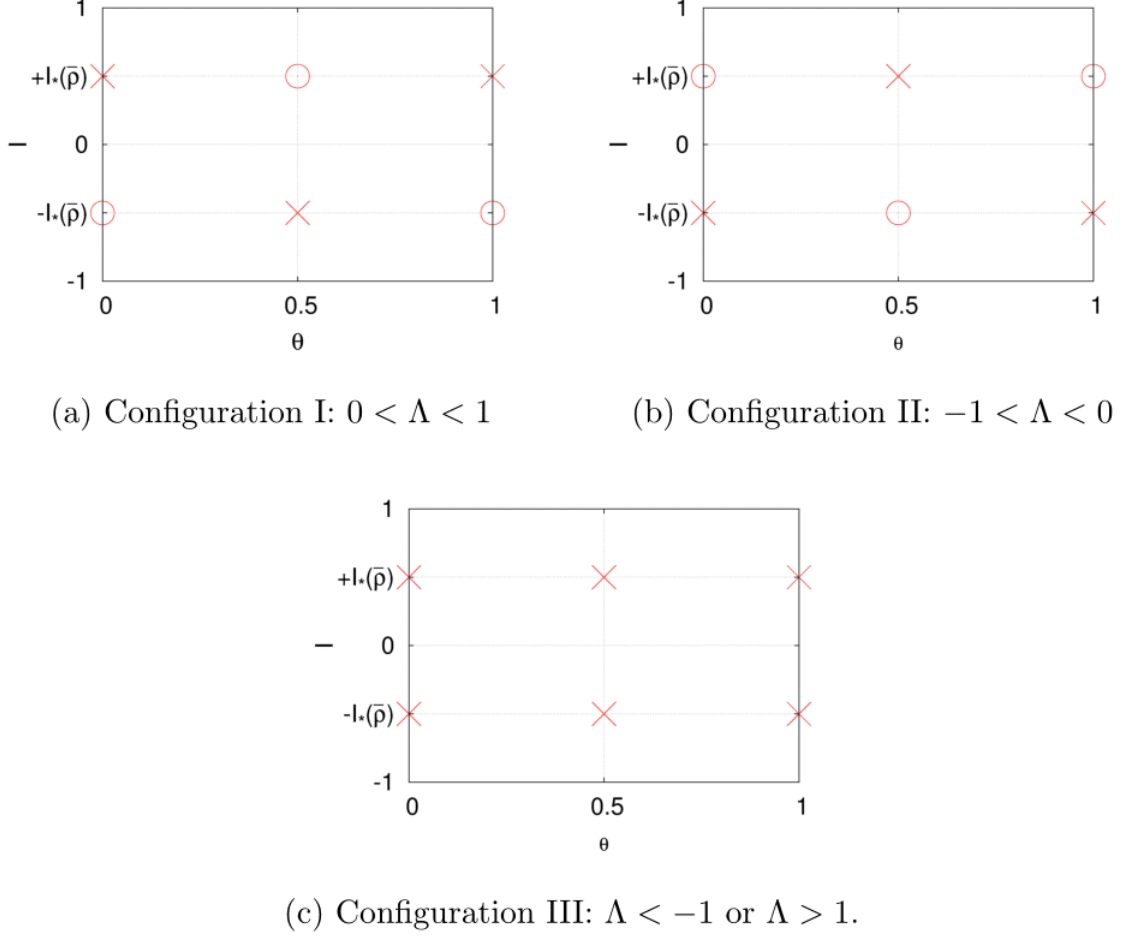 1
+I⋆(ρ̄)
I 0
-I⋆(ρ̄)
-1
0 0.5 1
θ
(a) Configuration I: 0 < Λ < 1
1
+I⋆(ρ̄)
I 0
-I⋆(ρ̄)
-1
0 0.5 1
θ
(b) Configuration II: −1 < Λ < 0
1
+I⋆(ρ̄)
I 0
-I⋆(ρ̄)
-1
0 0.5 1
θ
(c) Configuration III: Λ < −1 or Λ > 1.